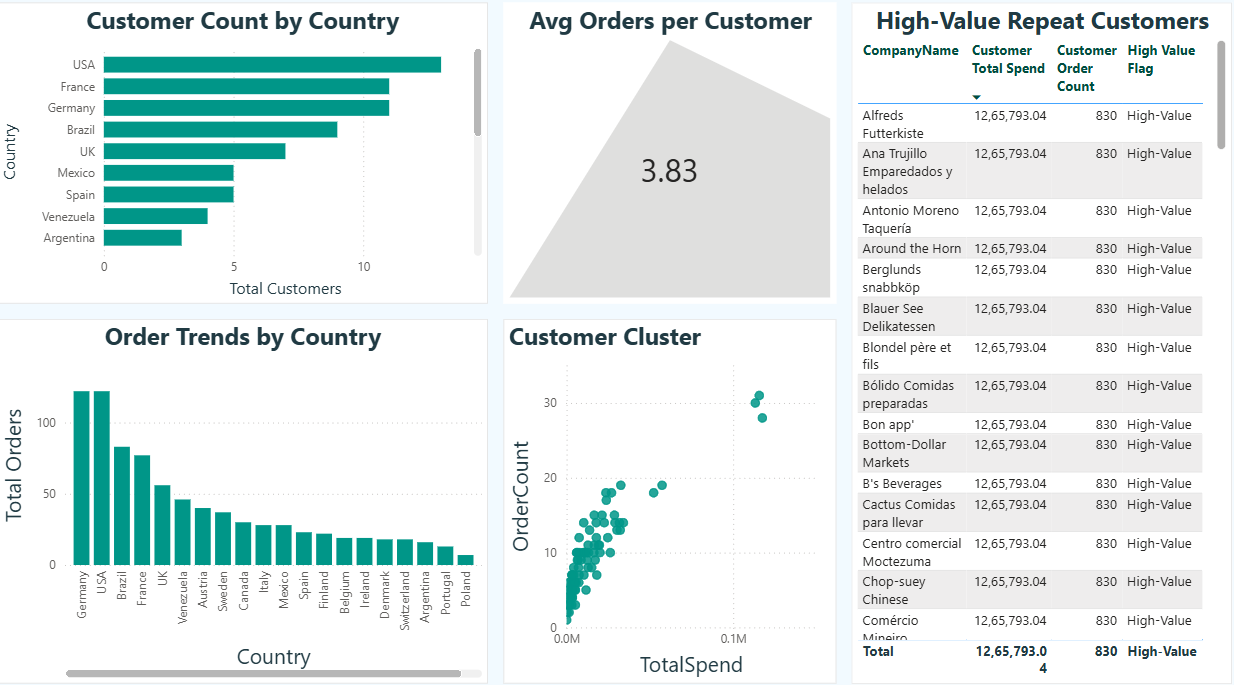 Customer Count by Country
Country
USA
France
Germany
Brazil
UK
Mexico
Spain
Venezuela
Argentina
0 5 10
Total Customers
Avg Orders per Customer
3.83
High-Value Repeat Customers
CompanyName Customer Customer High Value
Total Spend Order Flag
Count
Alfreds 12,65,793.04 830 High-Value
Futterkiste
Ana Trujillo 12,65,793.04 830 High-Value
Emparedados y
helados
Antonio Moreno 12,65,793.04 830 High-Value
Taquería
Around the Horn 12,65,793.04 830 High-Value
Berglunds 12,65,793.04 830 High-Value
snabbköp
Blauer See 12,65,793.04 830 High-Value
Delikatessen
Blondel père et 12,65,793.04 830 High-Value
fils
Bólido Comidas 12,65,793.04 830 High-Value
preparadas
Bon app' 12,65,793.04 830 High-Value
Bottom-Dollar 12,65,793.04 830 High-Value
Markets
B's Beverages 12,65,793.04 830 High-Value
Cactus Comidas 12,65,793.04 830 High-Value
para llevar
Centro comercial 12,65,793.04 830 High-Value
Moctezuma
Chop-suey 12,65,793.04 830 High-Value
Chinese
Comércio 12,65,793.04 830 High-Value
Mineiro
Total 12,65,793.0 830 High-Value
4
Order Trends by Country
Total Orders
100
50
0
Germany
USA
Brazil
France
UK
Venezuela
Austria
Sweden
Canada
Italy
Mexico
Spain
Finland
Belgium
Ireland
Denmark
Switzerland
Argentina
Portugal
Poland
Country
Customer Cluster
OrderCount
30
20
10
0
0.0M 0.1M
TotalSpend